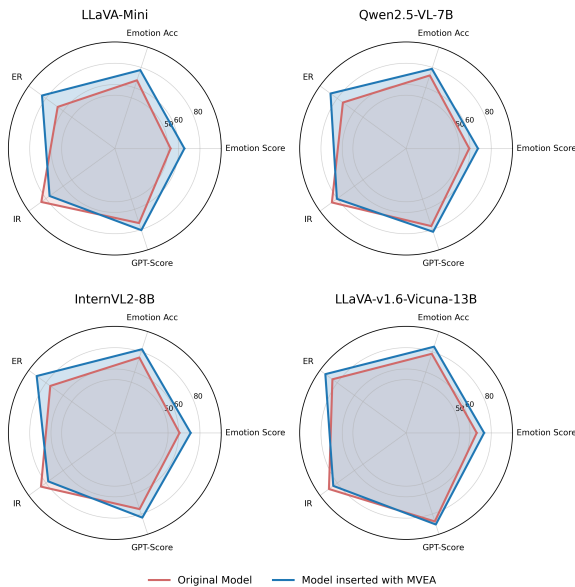 LLaVA-Mini
Emotion Acc
ER
80
60
50
Emotion Score
IR
GPT-Score
Qwen2.5-VL-7B
Emotion Acc
ER
80
60
50
Emotion Score
IR
GPT-Score
InternVL2-8B
Emotion Acc
ER
80
60
50
Emotion Score
IR
GPT-Score
LLaVA-v1.6-Vicuna-13B
Emotion Acc
ER
80
60
50
Emotion Score
IR
GPT-Score
Original Model
Model inserted with MVEA